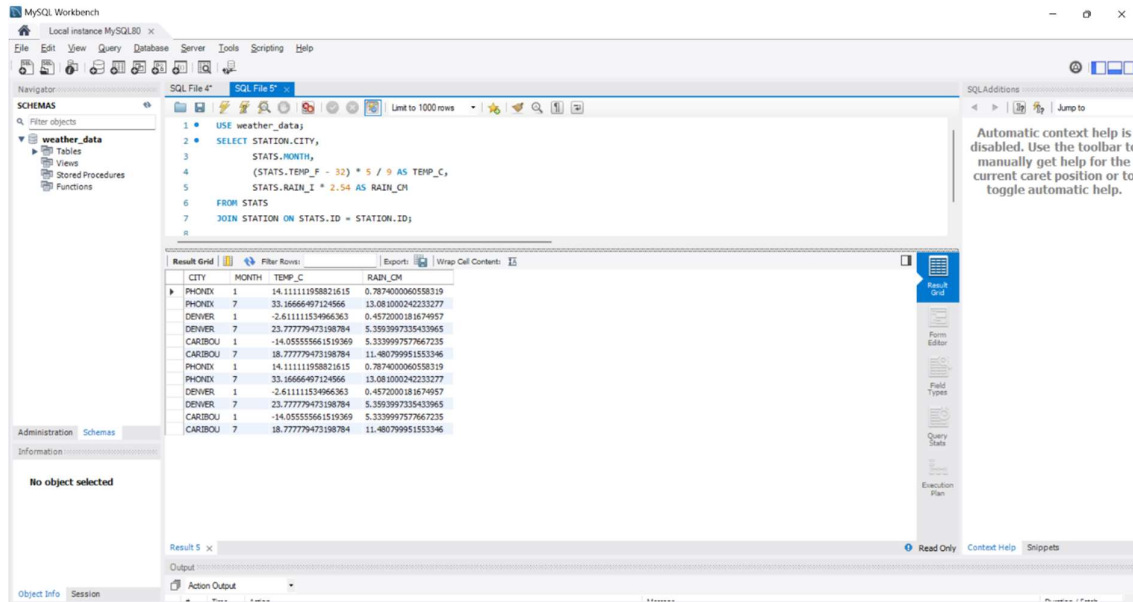 MySQL Workbench
Local instance MySQL80
File Edit View Query Database Server Tools Scripting Help
Navigator
SCHEMAS
Filter objects
weather_data
Tables
Views
Stored Procedures
Functions
Administration Schemas
Information
No object selected
Object Info Session
SQL File 4*
SQL File 5*
Limit to 1000 rows
1 USE weather_data;
2 SELECT STATION.CITY,
3 STATS.MONTH,
4 (STATS.TEMP_F - 32) * 5 / 9 AS TEMP_C,
5 STATS.RAIN_I * 2.54 AS RAIN_CM
6 FROM STATS
7 JOIN STATION ON STATS.ID = STATION.ID;
8
Result Grid Filter Rows: Export: Wrap Cell Content:
CITY MONTH TEMP_C RAIN_CM
PHONIX 1 14.111111958821615 0.7874000060558319
PHONIX 7 33.16666497124566 13.081000242233277
DENVER 1 -2.611111534966363 0.4572000181674957
DENVER 7 23.777779473198784 5.3593997335433965
CARIBOU 1 -14.055555661519369 5.3339997577667235
CARIBOU 7 18.777779473198784 11.480799951553346
PHONIX 1 14.111111958821615 0.7874000060558319
PHONIX 7 33.16666497124566 13.081000242233277
DENVER 1 -2.611111534966363 0.4572000181674957
DENVER 7 23.777779473198784 5.3593997335433965
CARIBOU 1 -14.055555661519369 5.3339997577667235
CARIBOU 7 18.777779473198784 11.480799951553346
Result
Grid
Form
Editor
Field
Types
Query
Stats
Execution
Plan
Result 5
Read Only
Output
Action Output
# Time Action Message Duration / Fetch
SQLAdditions
Jump to
Automatic context help is
disabled. Use the toolbar to
manually get help for the
current caret position or to
toggle automatic help.
Context Help Snippets